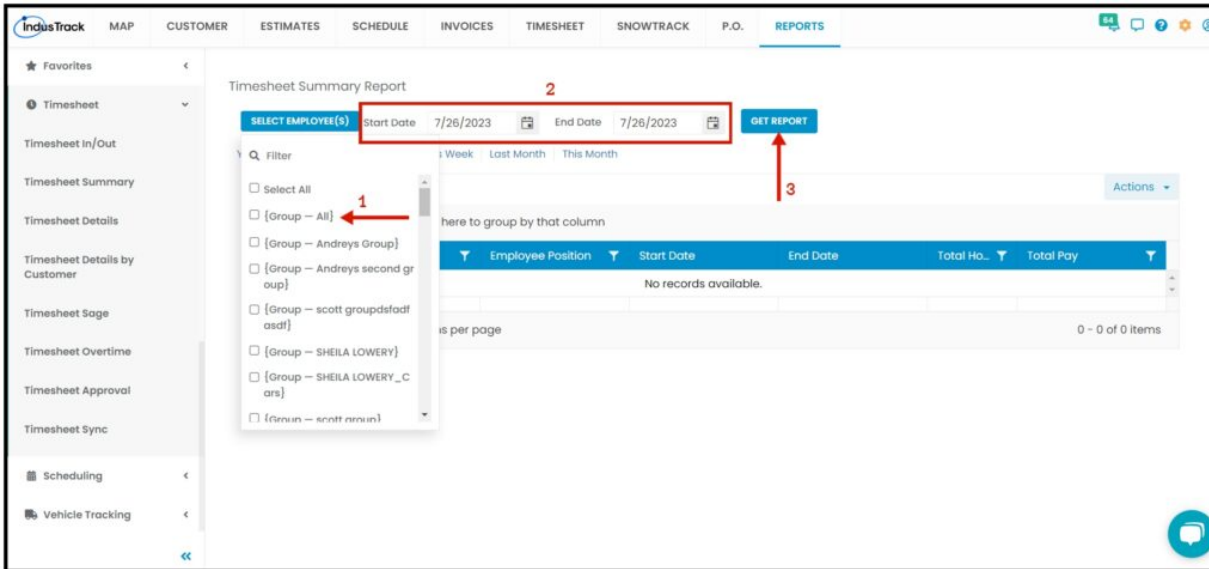 IndusTrack MAP CUSTOMER ESTIMATES SCHEDULE INVOICES TIMESHEET SNOWTRACK P.O. REPORTS 64
Favorites
Timesheet
Timesheet In/Out
Timesheet Summary
Timesheet Details
Timesheet Details by
Customer
Timesheet Sage
Timesheet Overtime
Timesheet Approval
Timesheet Sync
Scheduling
Vehicle Tracking
Timesheet Summary Report
2
SELECT EMPLOYEE(S) Start Date 7/26/2023 End Date 7/26/2023 GET REPORT
Filter
Week Last Month This Month
3
Actions
Select All
1
{Group — All}
here to group by that column
{Group — Andreys Group}
{Group — Andreys second gr
oup}
{Group — scott groupdsfadf
asdf}
{Group — SHEILA LOWERY}
{Group — SHEILA LOWERY_C
ars}
{Group — scott group}
Employee Position Start Date End Date Total Ho... Total Pay
No records available.
per page 0 - 0 of 0 items